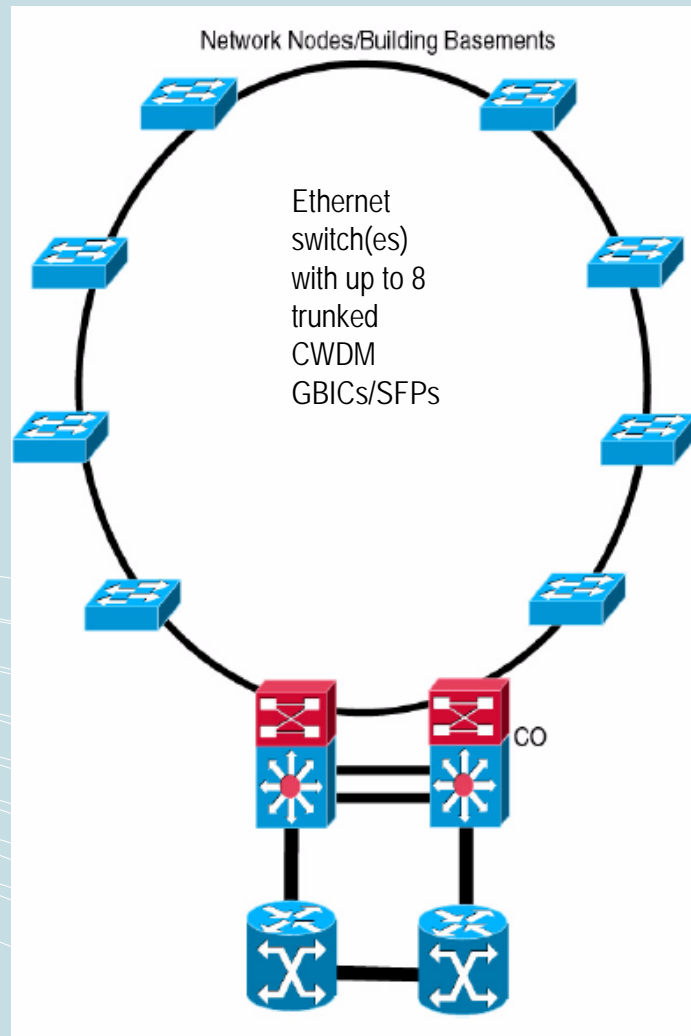 Network Nodes/Building Basements
Ethernet
switch(es)
with up to 8
trunked
CWDM
GBICs/SFPs
CO